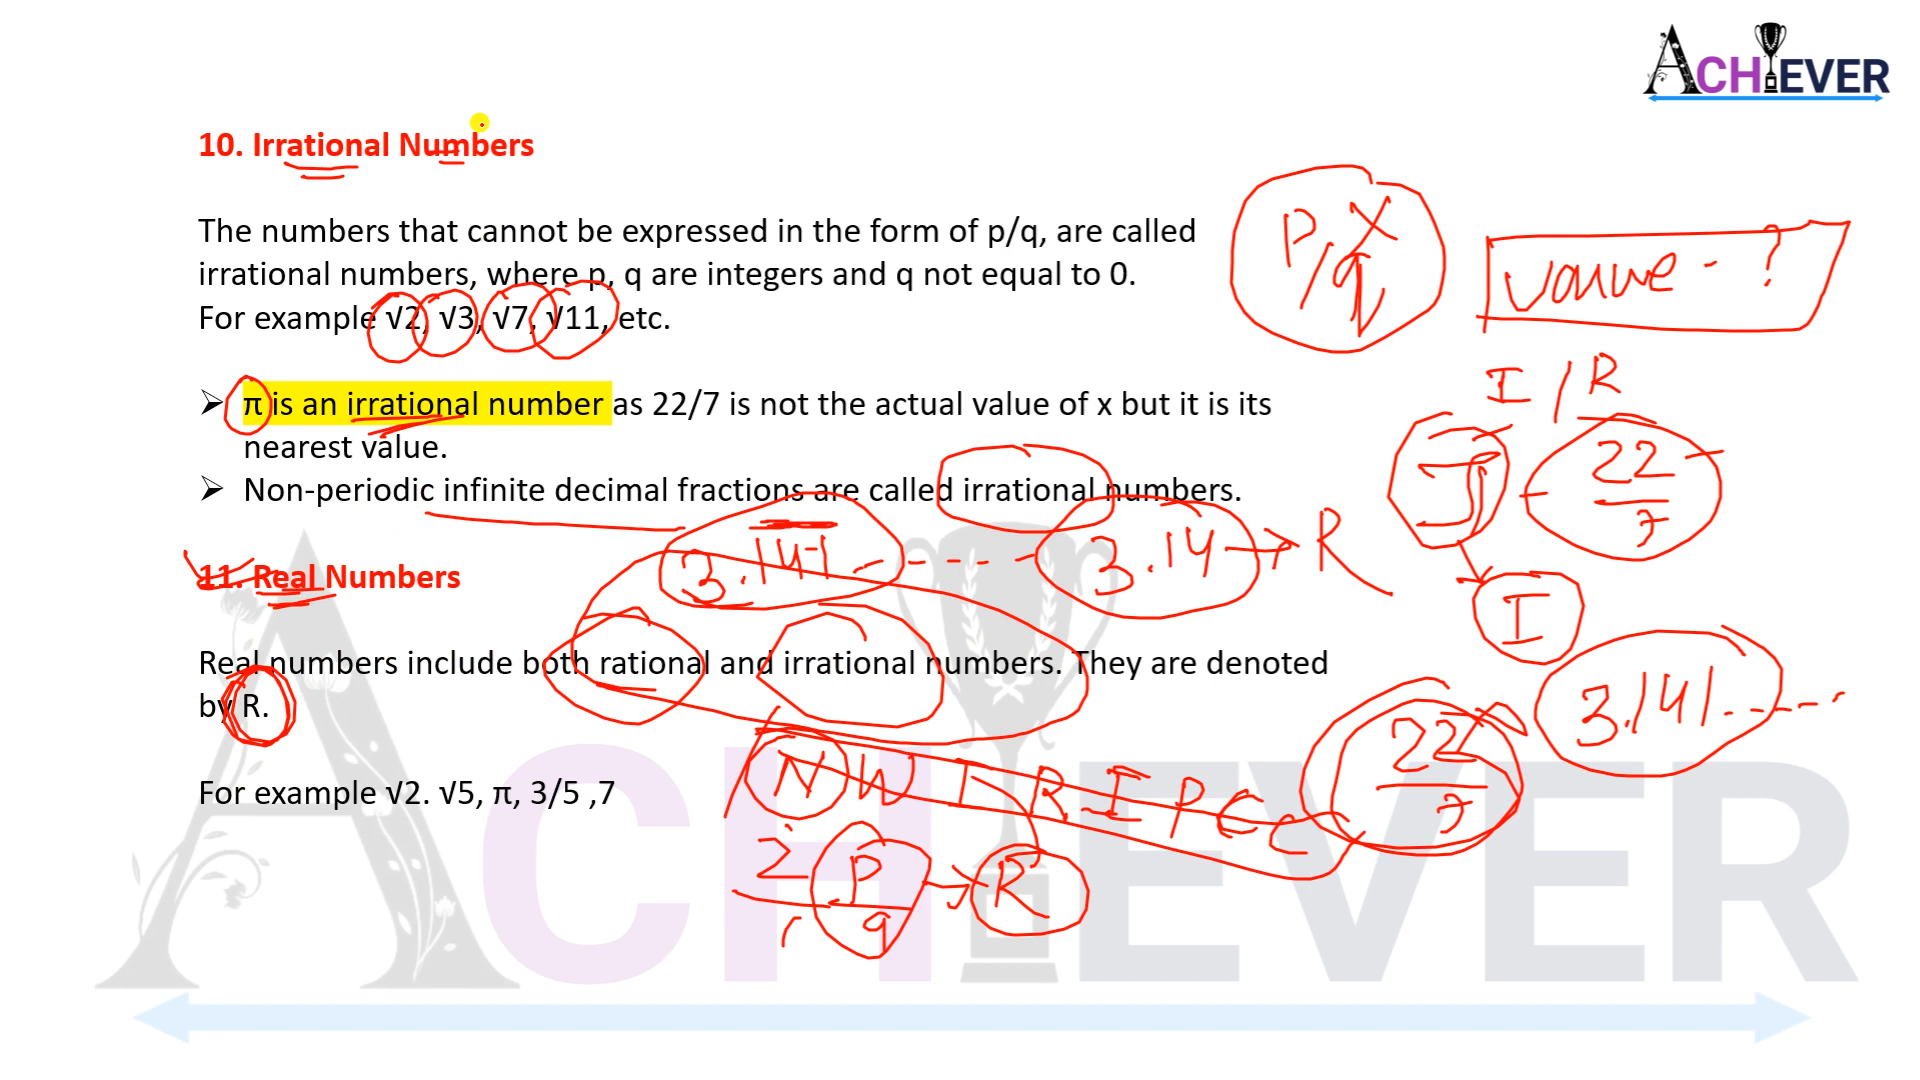 ACHIEVER
10. Irrational Numbers
The numbers that cannot be expressed in the form of p/q, are called
irrational numbers, where p, q are integers and q not equal to 0.
For example √2, √3, √7, √11, etc.
P/q X
value - ?
I / R
➢ π is an irrational number as 22/7 is not the actual value of x but it is its
nearest value.
22/7
➢ Non-periodic infinite decimal fractions are called irrational numbers.
3.141 ------ 3.14 → R
I
11. Real Numbers
Real numbers include both rational and irrational numbers. They are denoted
by R.
3.141------
22/7
N W I R I P C C
For example √2. √5, π, 3/5 ,7
2
p/q → R
ACHIEVER